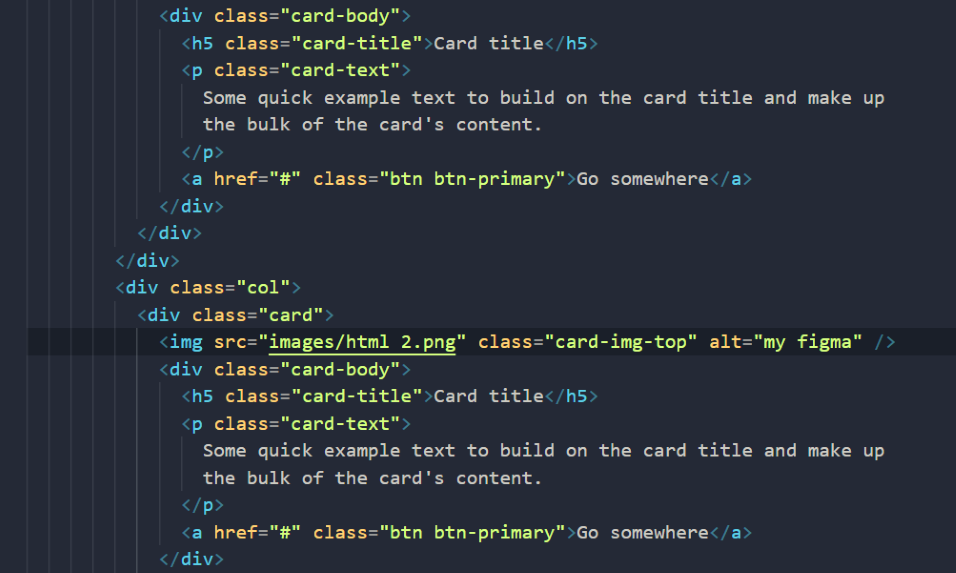 <div class="card-body">
<h5 class="card-title">Card title</h5>
<p class="card-text">
Some quick example text to build on the card title and make up
the bulk of the card's content.
</p>
<a href="#" class="btn btn-primary">Go somewhere</a>
</div>
</div>
</div>
<div class="col">
<div class="card">
<img src="images/html 2.png" class="card-img-top" alt="my figma" />
<div class="card-body">
<h5 class="card-title">Card title</h5>
<p class="card-text">
Some quick example text to build on the card title and make up
the bulk of the card's content.
</p>
<a href="#" class="btn btn-primary">Go somewhere</a>
</div>